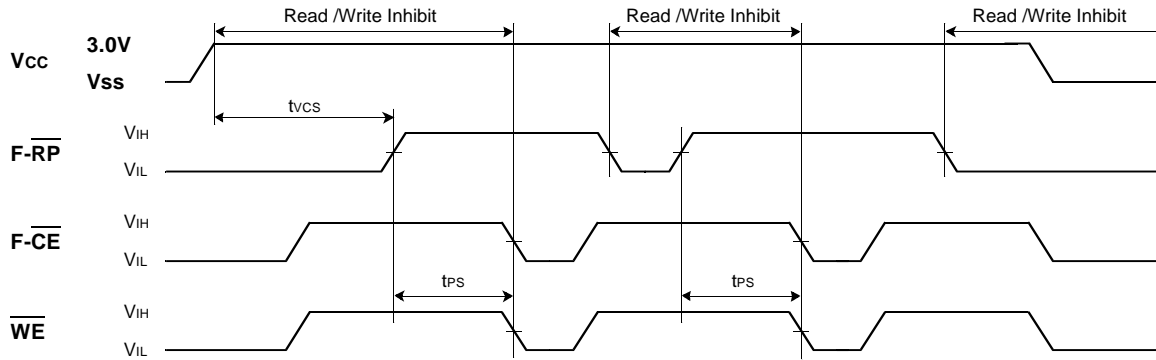 Read /Write Inhibit Read /Write Inhibit Read /Write Inhibit
VCC 3.0V
VSS
tVCS
F-RP VIH
VIL
F-CE VIH
VIL
tPS tPS
WE VIH
VIL